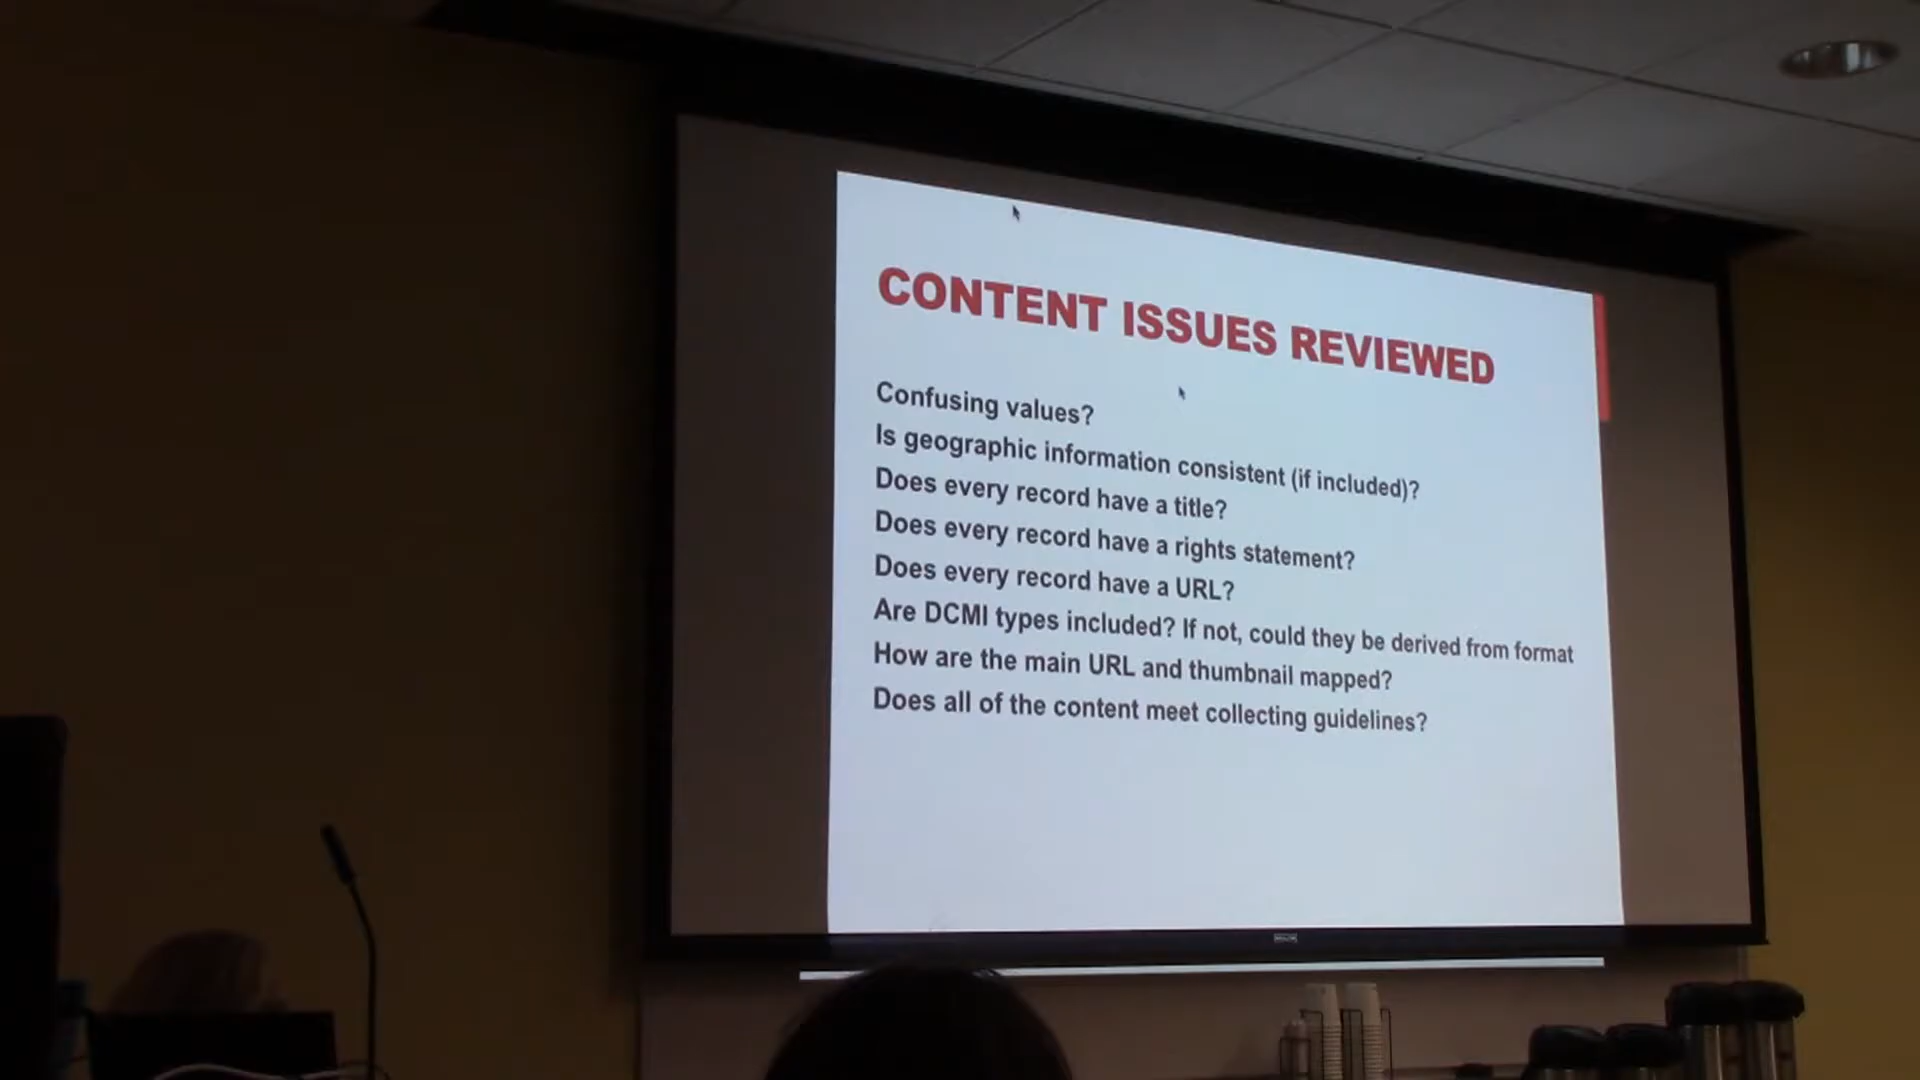 CONTENT ISSUES REVIEWED
Confusing values?
Is geographic information consistent (if included)?
Does every record have a title?
Does every record have a rights statement?
Does every record have a URL?
Are DCMI types included? If not, could they be derived from format
How are the main URL and thumbnail mapped?
Does all of the content meet collecting guidelines?